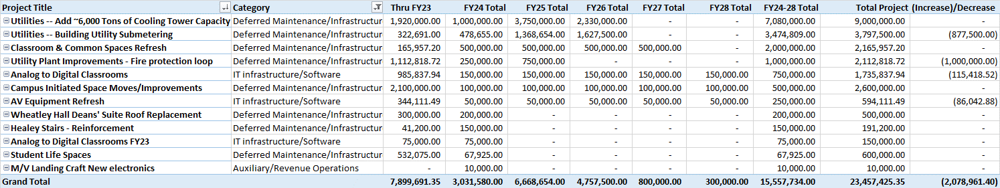 Project Title Category Thru FY23 FY24 Total FY25 Total FY26 Total FY27 Total FY28 Total FY24-28 Total Total Project (Increase)/Decrease
Utilities -- Add ~6,000 Tons of Cooling Tower Capacity Deferred Maintenance/Infrastructur 1,920,000.00 1,000,000.00 3,750,000.00 2,330,000.00 - - 7,080,000.00 9,000,000.00 -
Utilities -- Building Utility Submetering Deferred Maintenance/Infrastructur 322,691.00 478,655.00 1,368,654.00 1,627,500.00 - - 3,474,809.00 3,797,500.00 (877,500.00)
Classroom & Common Spaces Refresh Deferred Maintenance/Infrastructur 165,957.20 500,000.00 500,000.00 500,000.00 500,000.00 - 2,000,000.00 2,165,957.20 -
Utility Plant Improvements - Fire protection loop Deferred Maintenance/Infrastructur 1,112,818.72 250,000.00 750,000.00 - - - 1,000,000.00 2,112,818.72 (1,000,000.00)
Analog to Digital Classrooms IT infrastructure/Software 985,837.94 150,000.00 150,000.00 150,000.00 150,000.00 150,000.00 750,000.00 1,735,837.94 (115,418.52)
Campus Initiated Space Moves/Improvements Deferred Maintenance/Infrastructur 2,100,000.00 100,000.00 100,000.00 100,000.00 100,000.00 100,000.00 500,000.00 2,600,000.00 -
AV Equipment Refresh IT infrastructure/Software 344,111.49 50,000.00 50,000.00 50,000.00 50,000.00 50,000.00 250,000.00 594,111.49 (86,042.88)
Wheatley Hall Deans' Suite Roof Replacement Deferred Maintenance/Infrastructur 300,000.00 200,000.00 - - - - 200,000.00 500,000.00 -
Healey Stairs - Reinforcement Deferred Maintenance/Infrastructur 41,200.00 150,000.00 - - - - 150,000.00 191,200.00 -
Analog to Digital Classrooms FY23 IT infrastructure/Software 75,000.00 75,000.00 - - - - 75,000.00 150,000.00 -
Student Life Spaces Deferred Maintenance/Infrastructur 532,075.00 67,925.00 - - - - 67,925.00 600,000.00 -
M/V Landing Craft New electronics Auxiliary/Revenue Operations - 10,000.00 - - - - 10,000.00 10,000.00 -
Grand Total 7,899,691.35 3,031,580.00 6,668,654.00 4,757,500.00 800,000.00 300,000.00 15,557,734.00 23,457,425.35 (2,078,961.40)